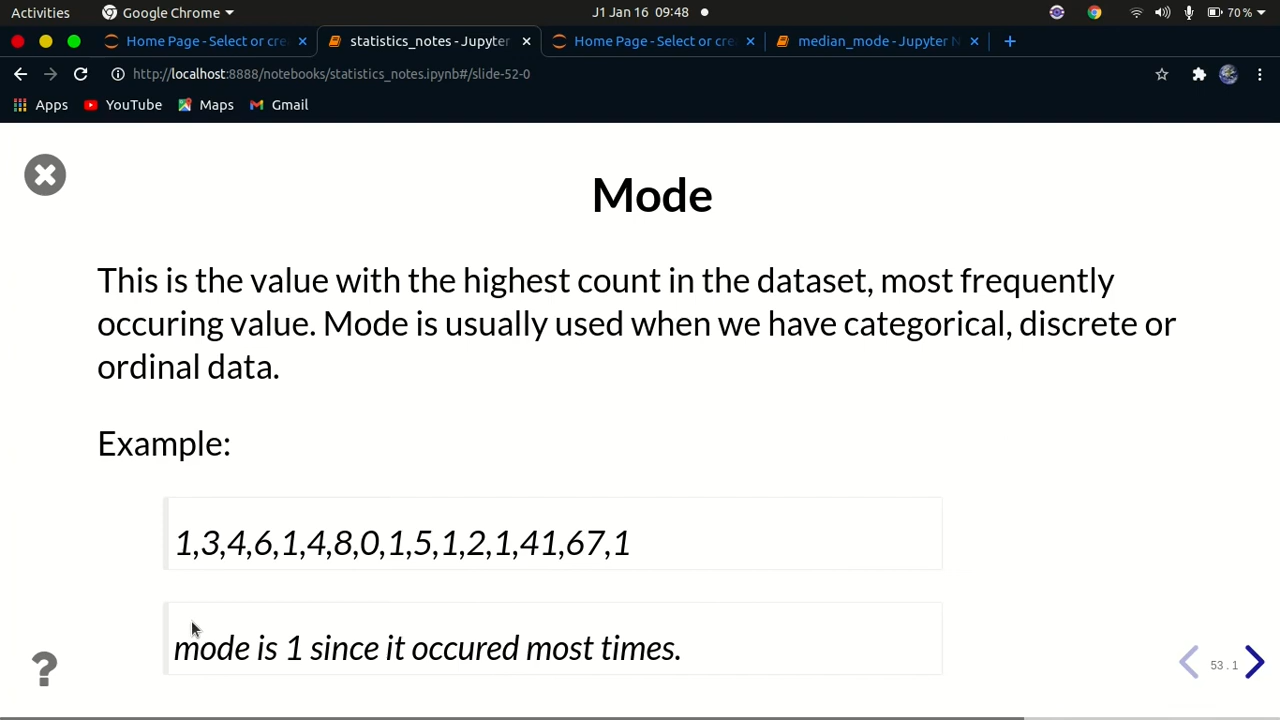 Activities Google Chrome J1 Jan 16 09:48 70 %
Home Page - Select or cre statistics_notes - Jupyter Home Page - Select or cre median_mode - Jupyter N
http://localhost:8888/notebooks/statistics_notes.ipynb#/slide-52-0
Apps YouTube Maps Gmail
Mode
This is the value with the highest count in the dataset, most frequently
occuring value. Mode is usually used when we have categorical, discrete or
ordinal data.
Example:
1,3,4,6,1,4,8,0,1,5,1,2,1,41,67,1
mode is 1 since it occured most times.
?
53 . 1